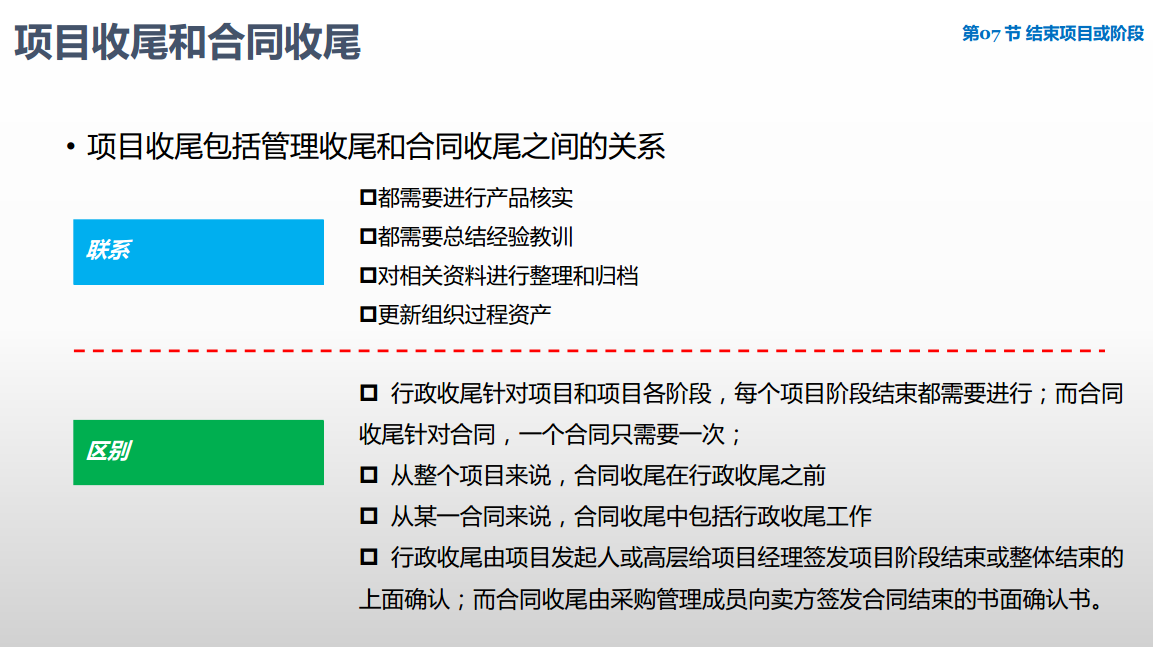 项目收尾和合同收尾
第07节 结束项目或阶段
• 项目收尾包括管理收尾和合同收尾之间的关系
联系
都需要进行产品核实
都需要总结经验教训
对相关资料进行整理和归档
更新组织过程资产
区别
行政收尾针对项目和项目各阶段，每个项目阶段结束都需要进行；而合同
收尾针对合同，一个合同只需要一次；
从整个项目来说，合同收尾在行政收尾之前
从某一合同来说，合同收尾中包括行政收尾工作
行政收尾由项目发起人或高层给项目经理签发项目阶段结束或整体结束的
上面确认；而合同收尾由采购管理成员向卖方签发合同结束的书面确认书。